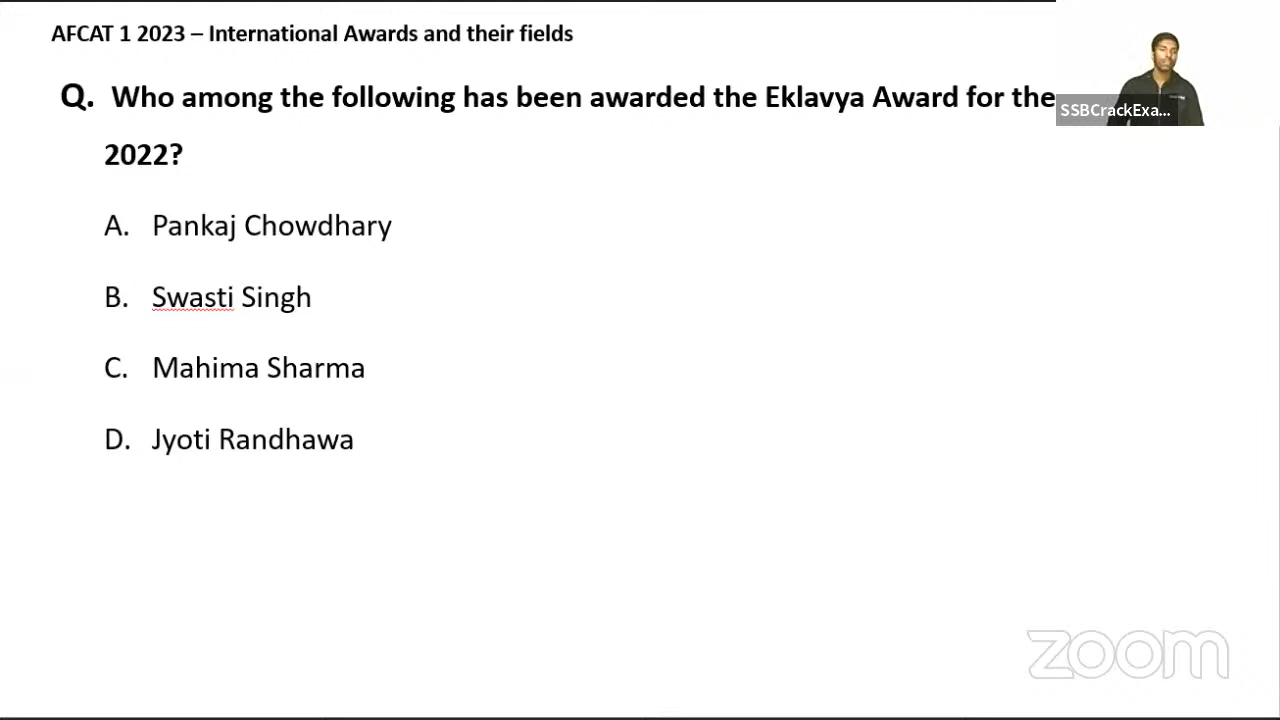 AFCAT 1 2023 – International Awards and their fields
Q. Who among the following has been awarded the Eklavya Award for the
SSBCrackExa...
2022?
A. Pankaj Chowdhary
B. Swasti Singh
C. Mahima Sharma
D. Jyoti Randhawa
zoom